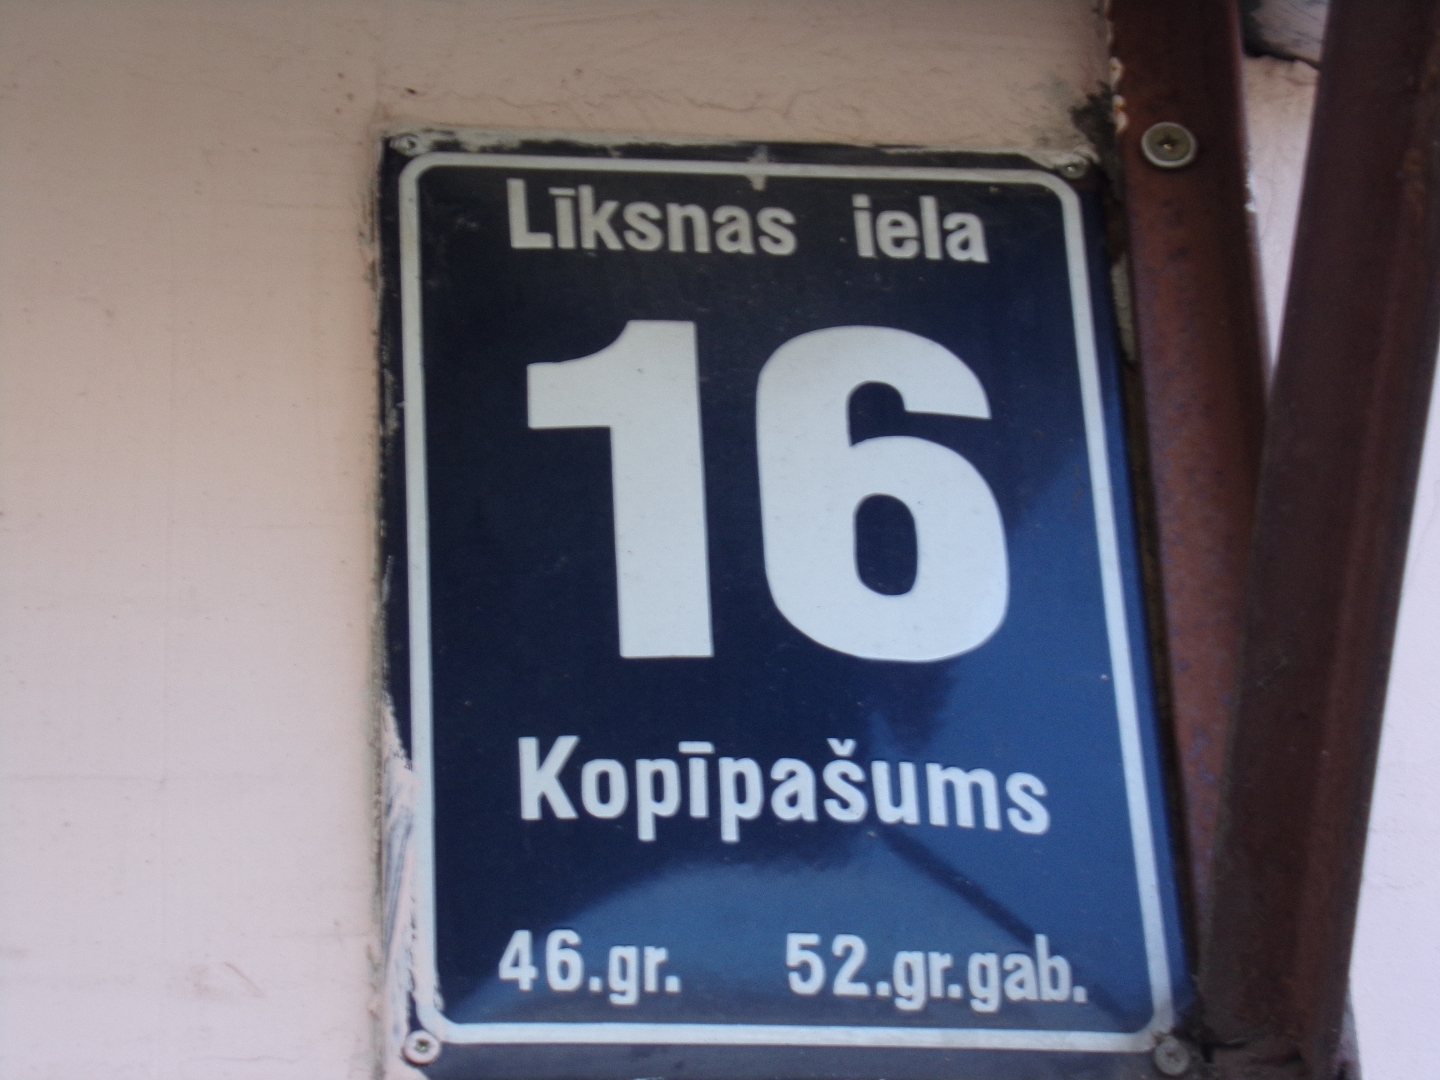 Līksnas iela
16
Kopīpašums
46.gr. 52.gr.gab.